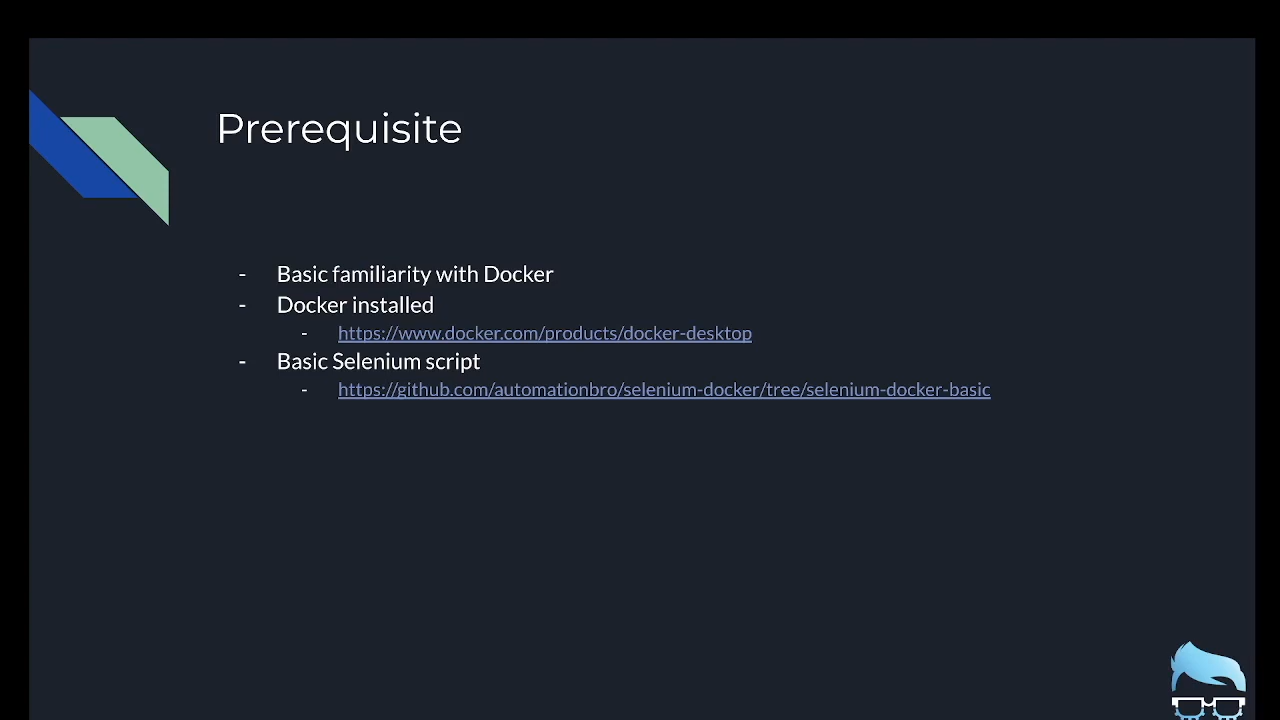 Prerequisite
- Basic familiarity with Docker
- Docker installed
- https://www.docker.com/products/docker-desktop
- Basic Selenium script
- https://github.com/automationbro/selenium-docker/tree/selenium-docker-basic